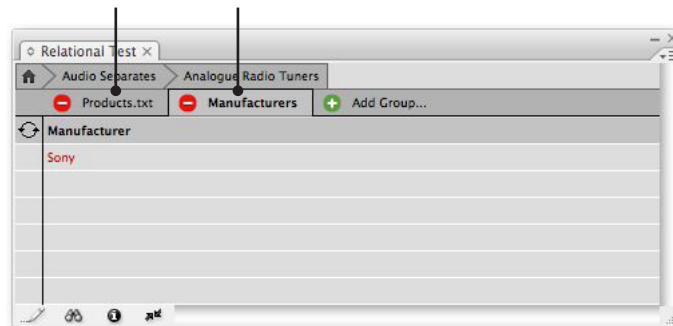 Relational Test
Audio Separates Analogue Radio Tuners
Products.txt Manufacturers Add Group...
Manufacturer
Sony